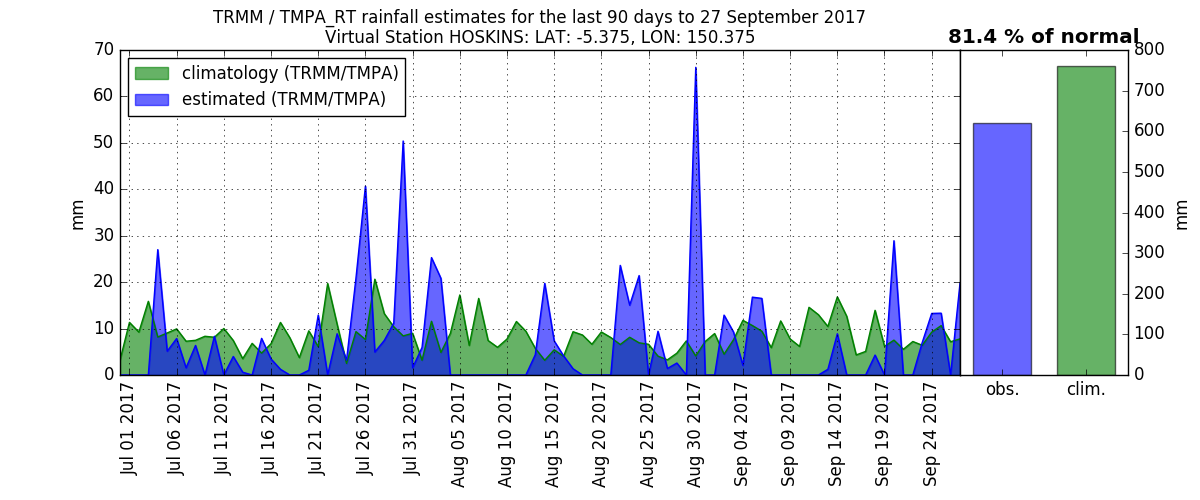 TRMM / TMPA_RT rainfall estimates for the last 90 days to 27 September 2017
Virtual Station HOSKINS: LAT: -5.375, LON: 150.375
81.4 % of normal
climatology (TRMM/TMPA)
estimated (TRMM/TMPA)
70
60
50
40
30
20
10
0
mm
Jul 01 2017
Jul 06 2017
Jul 11 2017
Jul 16 2017
Jul 21 2017
Jul 26 2017
Jul 31 2017
Aug 05 2017
Aug 10 2017
Aug 15 2017
Aug 20 2017
Aug 25 2017
Aug 30 2017
Sep 04 2017
Sep 09 2017
Sep 14 2017
Sep 19 2017
Sep 24 2017
obs.
clim.
800
700
600
500
400
300
200
100
0
mm